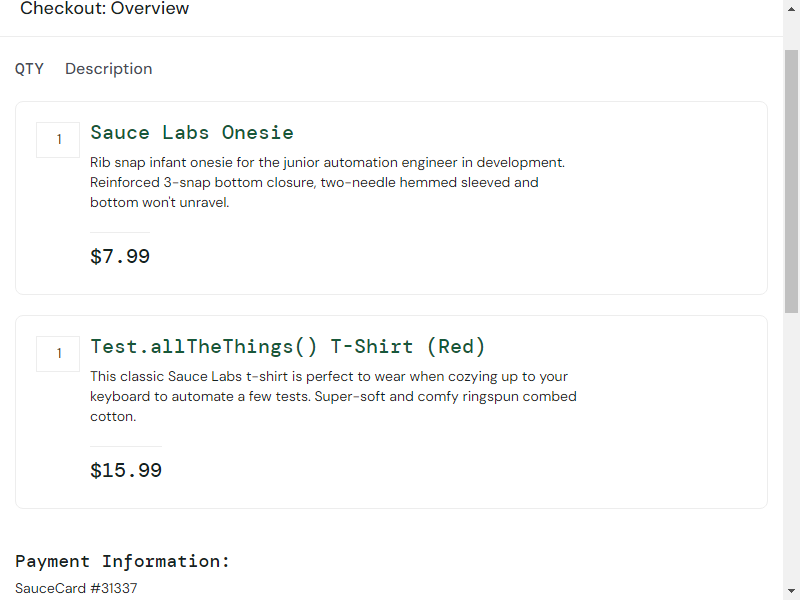 Checkout: Overview
QTY Description
1 Sauce Labs Onesie
Rib snap infant onesie for the junior automation engineer in development.
Reinforced 3-snap bottom closure, two-needle hemmed sleeved and
bottom won't unravel.
$7.99
1 Test.allTheThings() T-Shirt (Red)
This classic Sauce Labs t-shirt is perfect to wear when cozying up to your
keyboard to automate a few tests. Super-soft and comfy ringspun combed
cotton.
$15.99
Payment Information:
SauceCard #31337